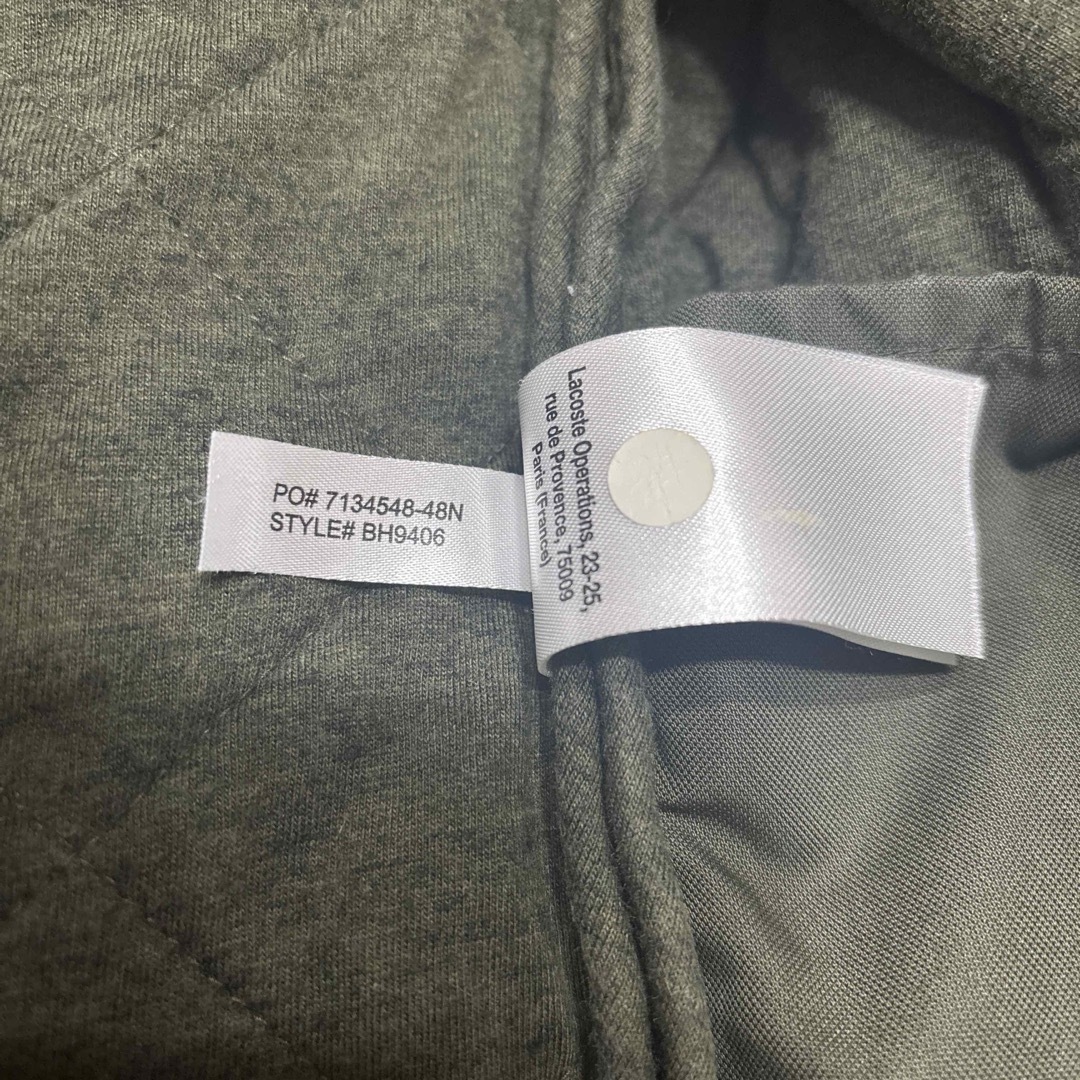 PO# 7134548-48N
STYLE# BH9406
Lacoste Operations, 23-25,
rue de Provence, 75009
Paris (France)